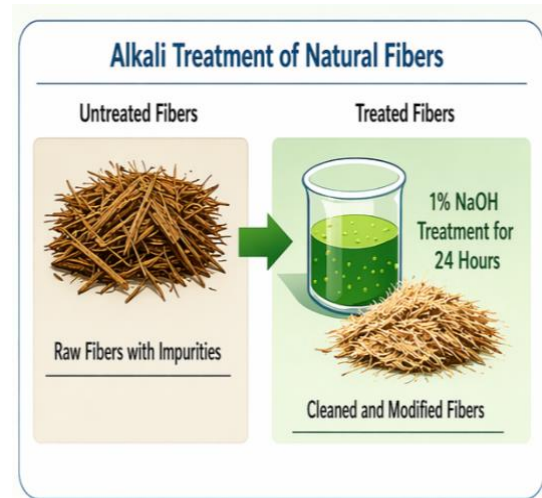 Alkali Treatment of Natural Fibers
Untreated Fibers
Raw Fibers with Impurities
Treated Fibers
1% NaOH
Treatment for
24 Hours
Cleaned and Modified Fibers